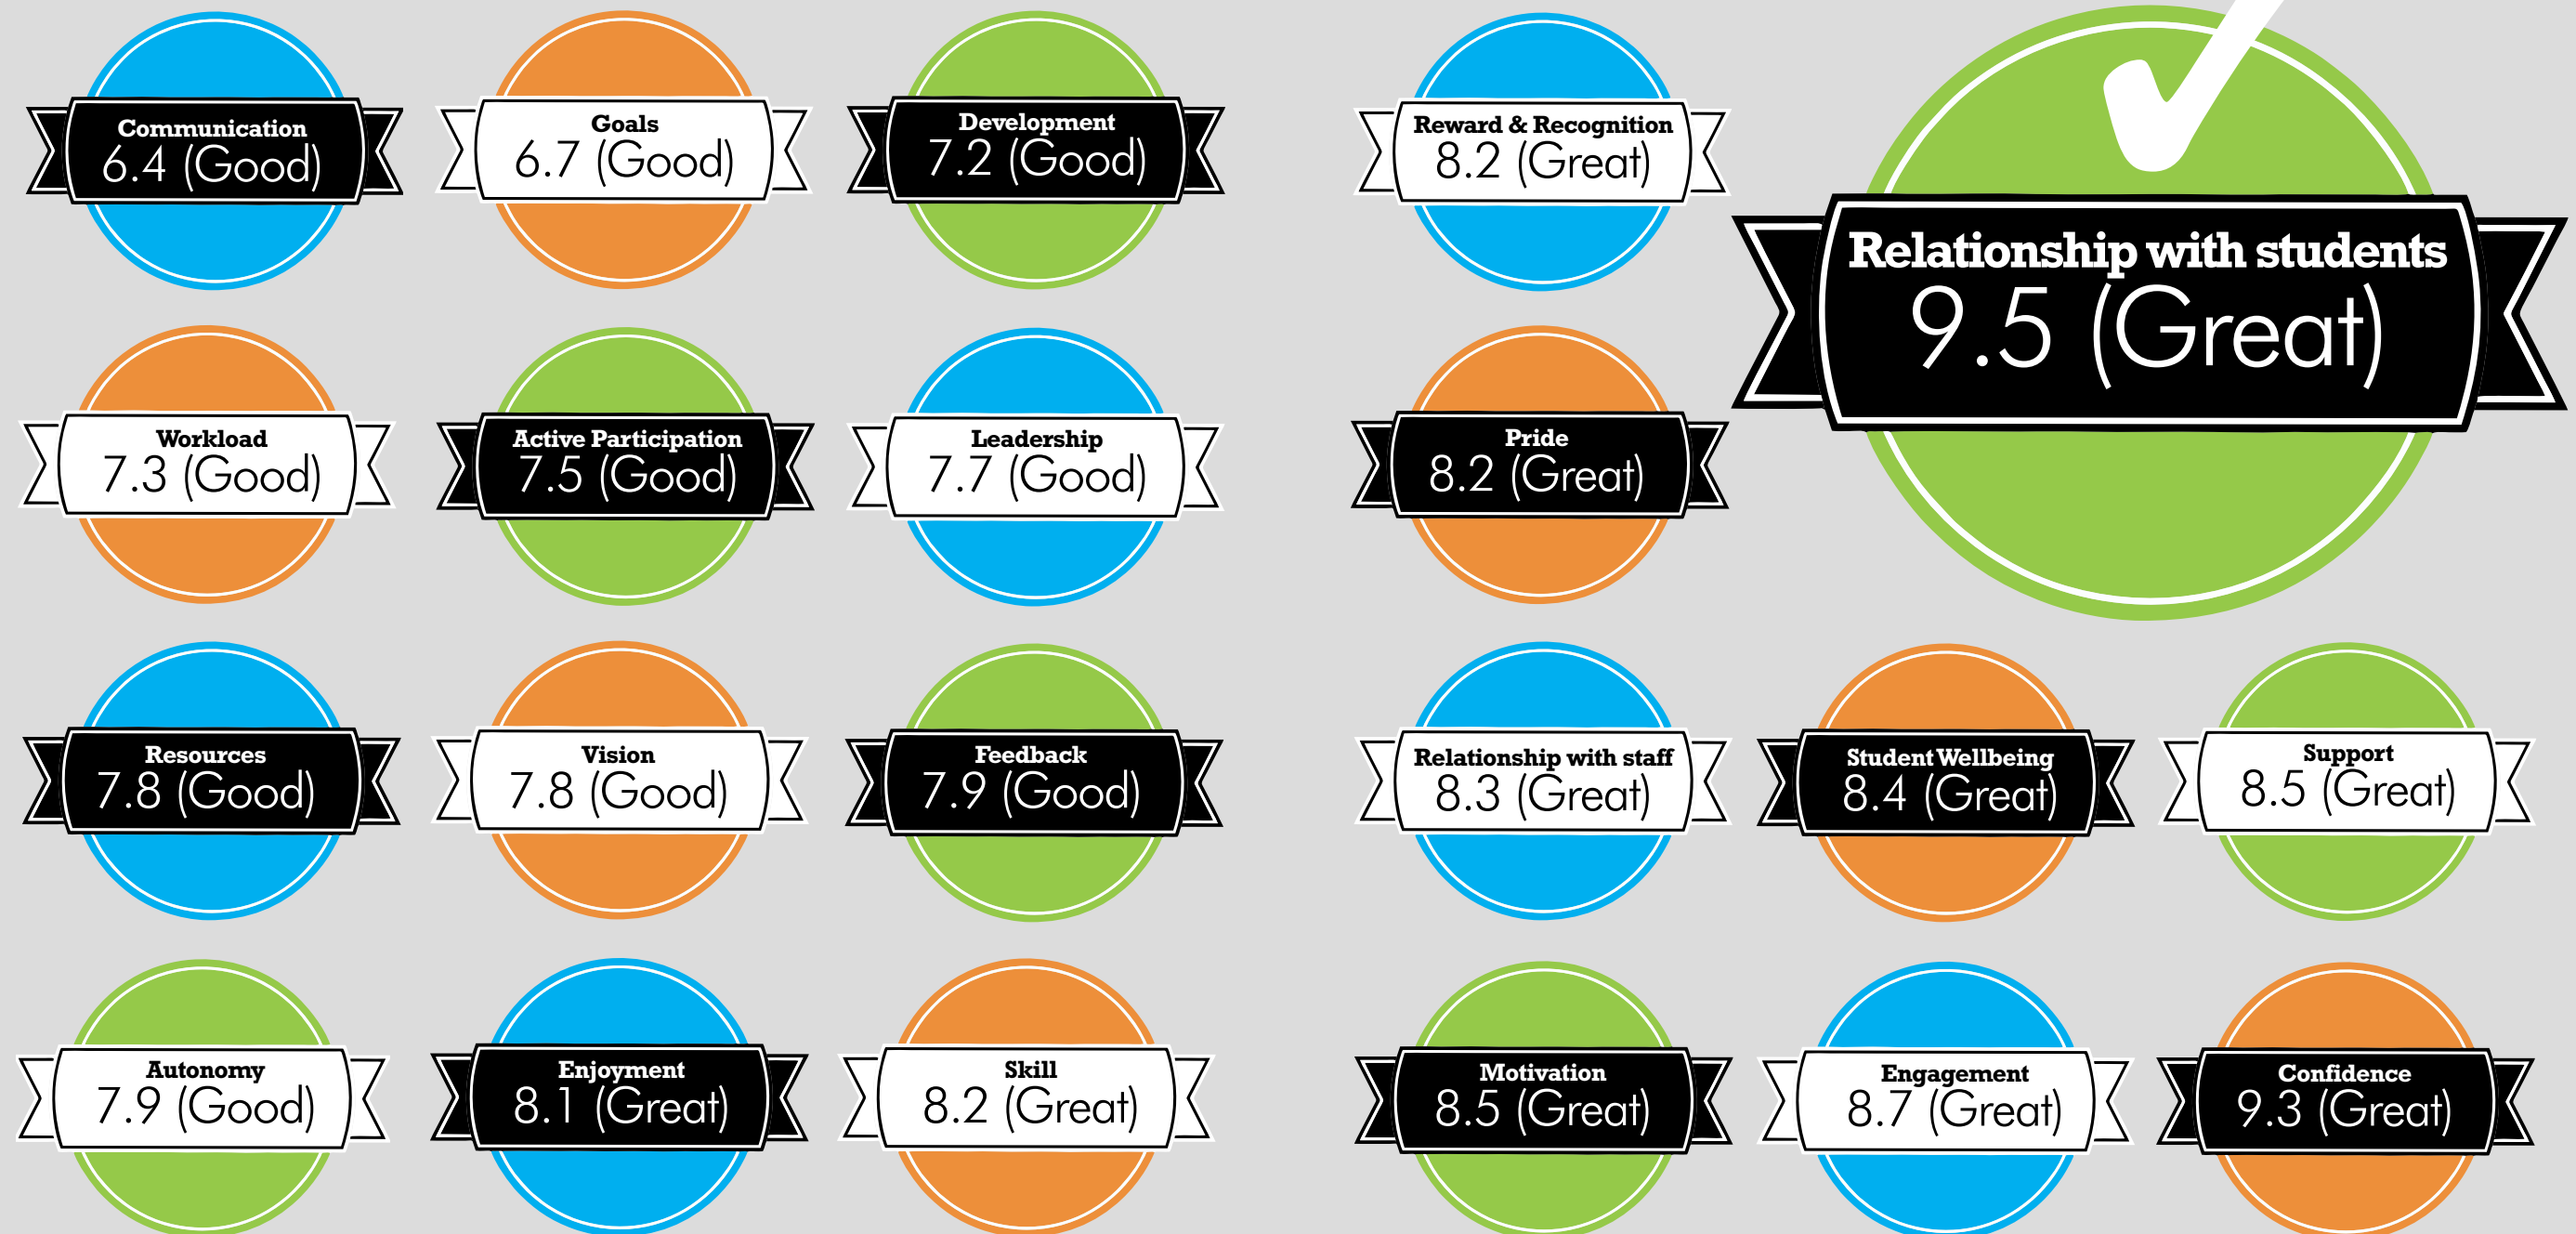 Communication
6.4 (Good)
Goals
6.7 (Good)
Development
7.2 (Good)
Workload
7.3 (Good)
Active Participation
7.5 (Good)
Leadership
7.7 (Good)
Resources
7.8 (Good)
Vision
7.8 (Good)
Feedback
7.9 (Good)
Autonomy
7.9 (Good)
Enjoyment
8.1 (Great)
Skill
8.2 (Great)
Reward & Recognition
8.2 (Great)
Relationship with students
9.5 (Great)
Pride
8.2 (Great)
Relationship with staff
8.3 (Great)
Student Wellbeing
8.4 (Great)
Support
8.5 (Great)
Motivation
8.5 (Great)
Engagement
8.7 (Great)
Confidence
9.3 (Great)